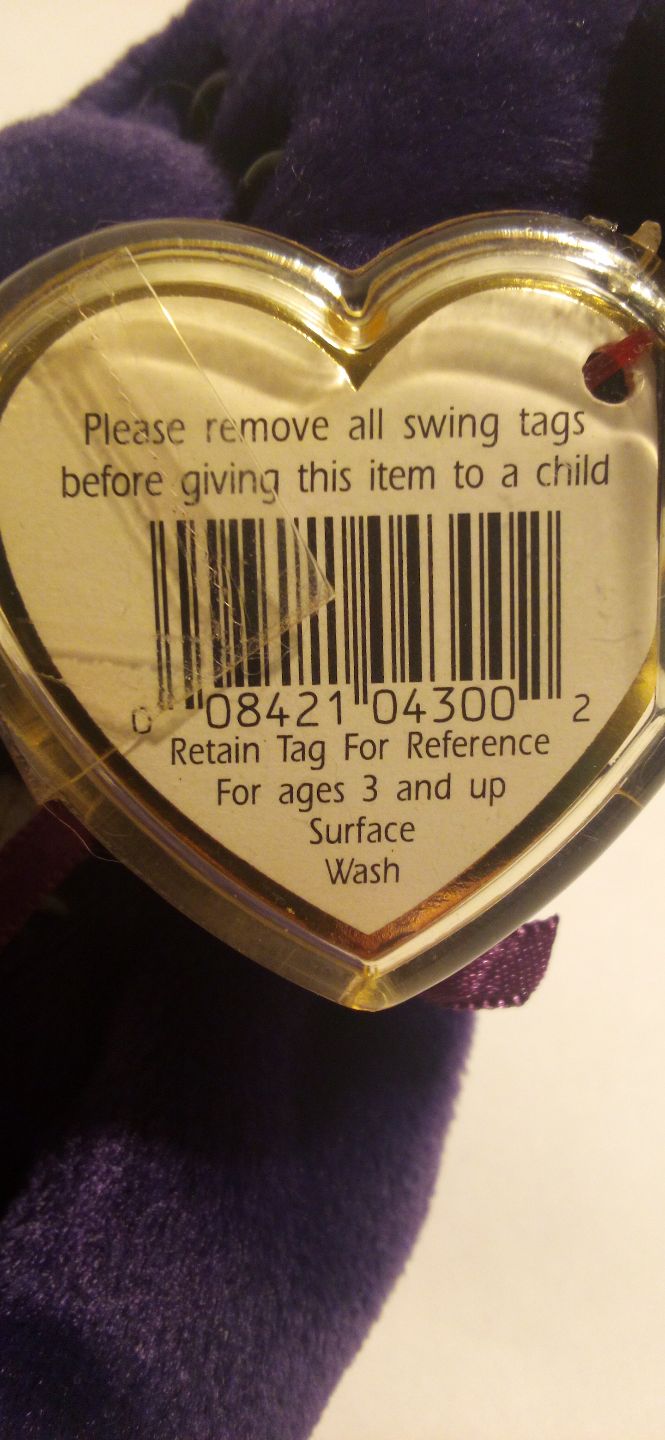 Please remove all swing tags
before giving this item to a child
0 08421 04300 2
Retain Tag For Reference
For ages 3 and up
Surface
Wash